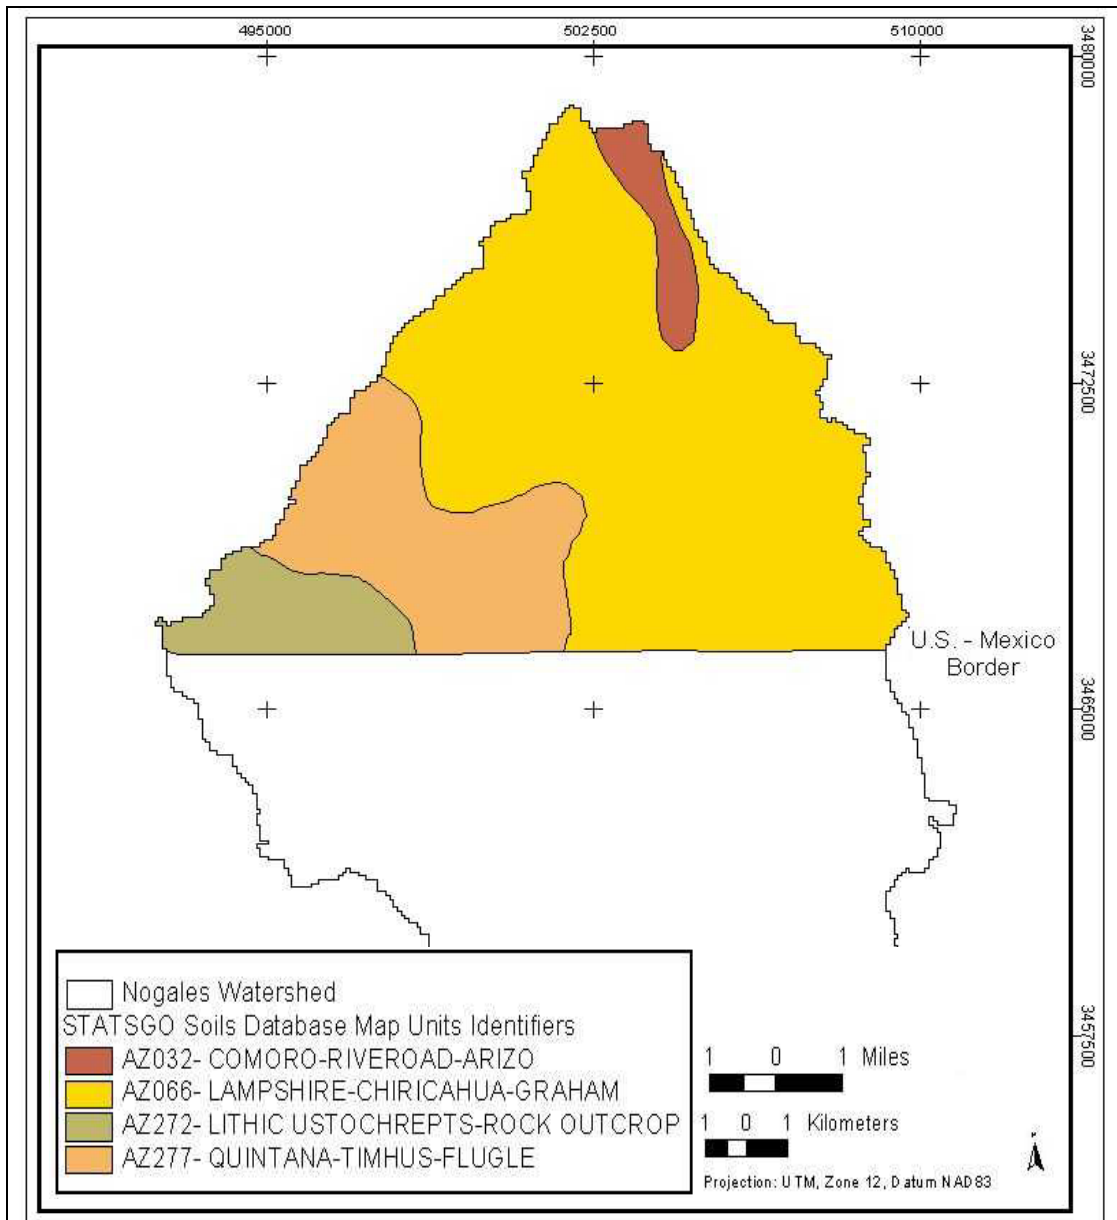 495000 502500 510000
3480000
3472500
U.S. - Mexico
Border
3465000
3457500
Nogales Watershed
STATSGO Soils Database Map Units Identifiers
AZ032- COMORO-RIVEROAD-ARIZO
AZ066- LAMPSHIRE-CHIRICAHUA-GRAHAM
AZ272- LITHIC USTOCHREPTS-ROCK OUTCROP
AZ277- QUINTANA-TIMHUS-FLUGLE
1 0 1 Miles
1 0 1 Kilometers
Projection: UTM, Zone 12, Datum NAD83